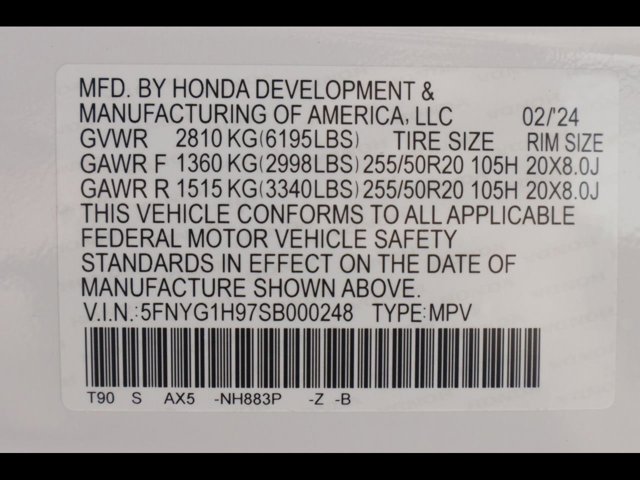 MFD. BY HONDA DEVELOPMENT &
MANUFACTURING OF AMERICA, LLC 02/'24
GVWR 2810 KG(6195LBS) TIRE SIZE RIM SIZE
GAWR F 1360 KG(2998LBS) 255/50R20 105H 20X8.0J
GAWR R 1515 KG(3340LBS) 255/50R20 105H 20X8.0J
THIS VEHICLE CONFORMS TO ALL APPLICABLE
FEDERAL MOTOR VEHICLE SAFETY
STANDARDS IN EFFECT ON THE DATE OF
MANUFACTURE SHOWN ABOVE.
V.I.N.:5FNYG1H97SB000248 TYPE:MPV
T90 S AX5 -NH883P -Z -B